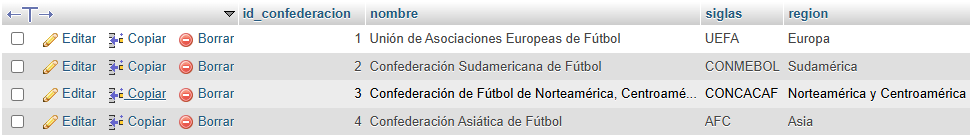 id_confederacion nombre siglas region
Editar Copiar Borrar 1 Unión de Asociaciones Europeas de Fútbol UEFA Europa
Editar Copiar Borrar 2 Confederación Sudamericana de Fútbol CONMEBOL Sudamérica
Editar Copiar Borrar 3 Confederación de Fútbol de Norteamérica, Centroamé... CONCACAF Norteamérica y Centroamérica
Editar Copiar Borrar 4 Confederación Asiática de Fútbol AFC Asia